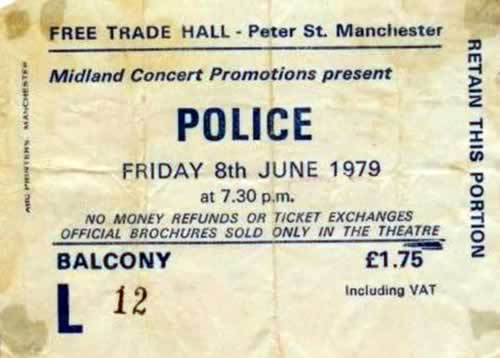 FREE TRADE HALL - Peter St. Manchester
Midland Concert Promotions present
POLICE
FRIDAY 8th JUNE 1979
at 7.30 p.m.
NO MONEY REFUNDS OR TICKET EXCHANGES
OFFICIAL BROCHURES SOLD ONLY IN THE THEATRE
BALCONY £1.75
Including VAT
L 12
RETAIN THIS PORTION
PRINTERS MANCHESTER